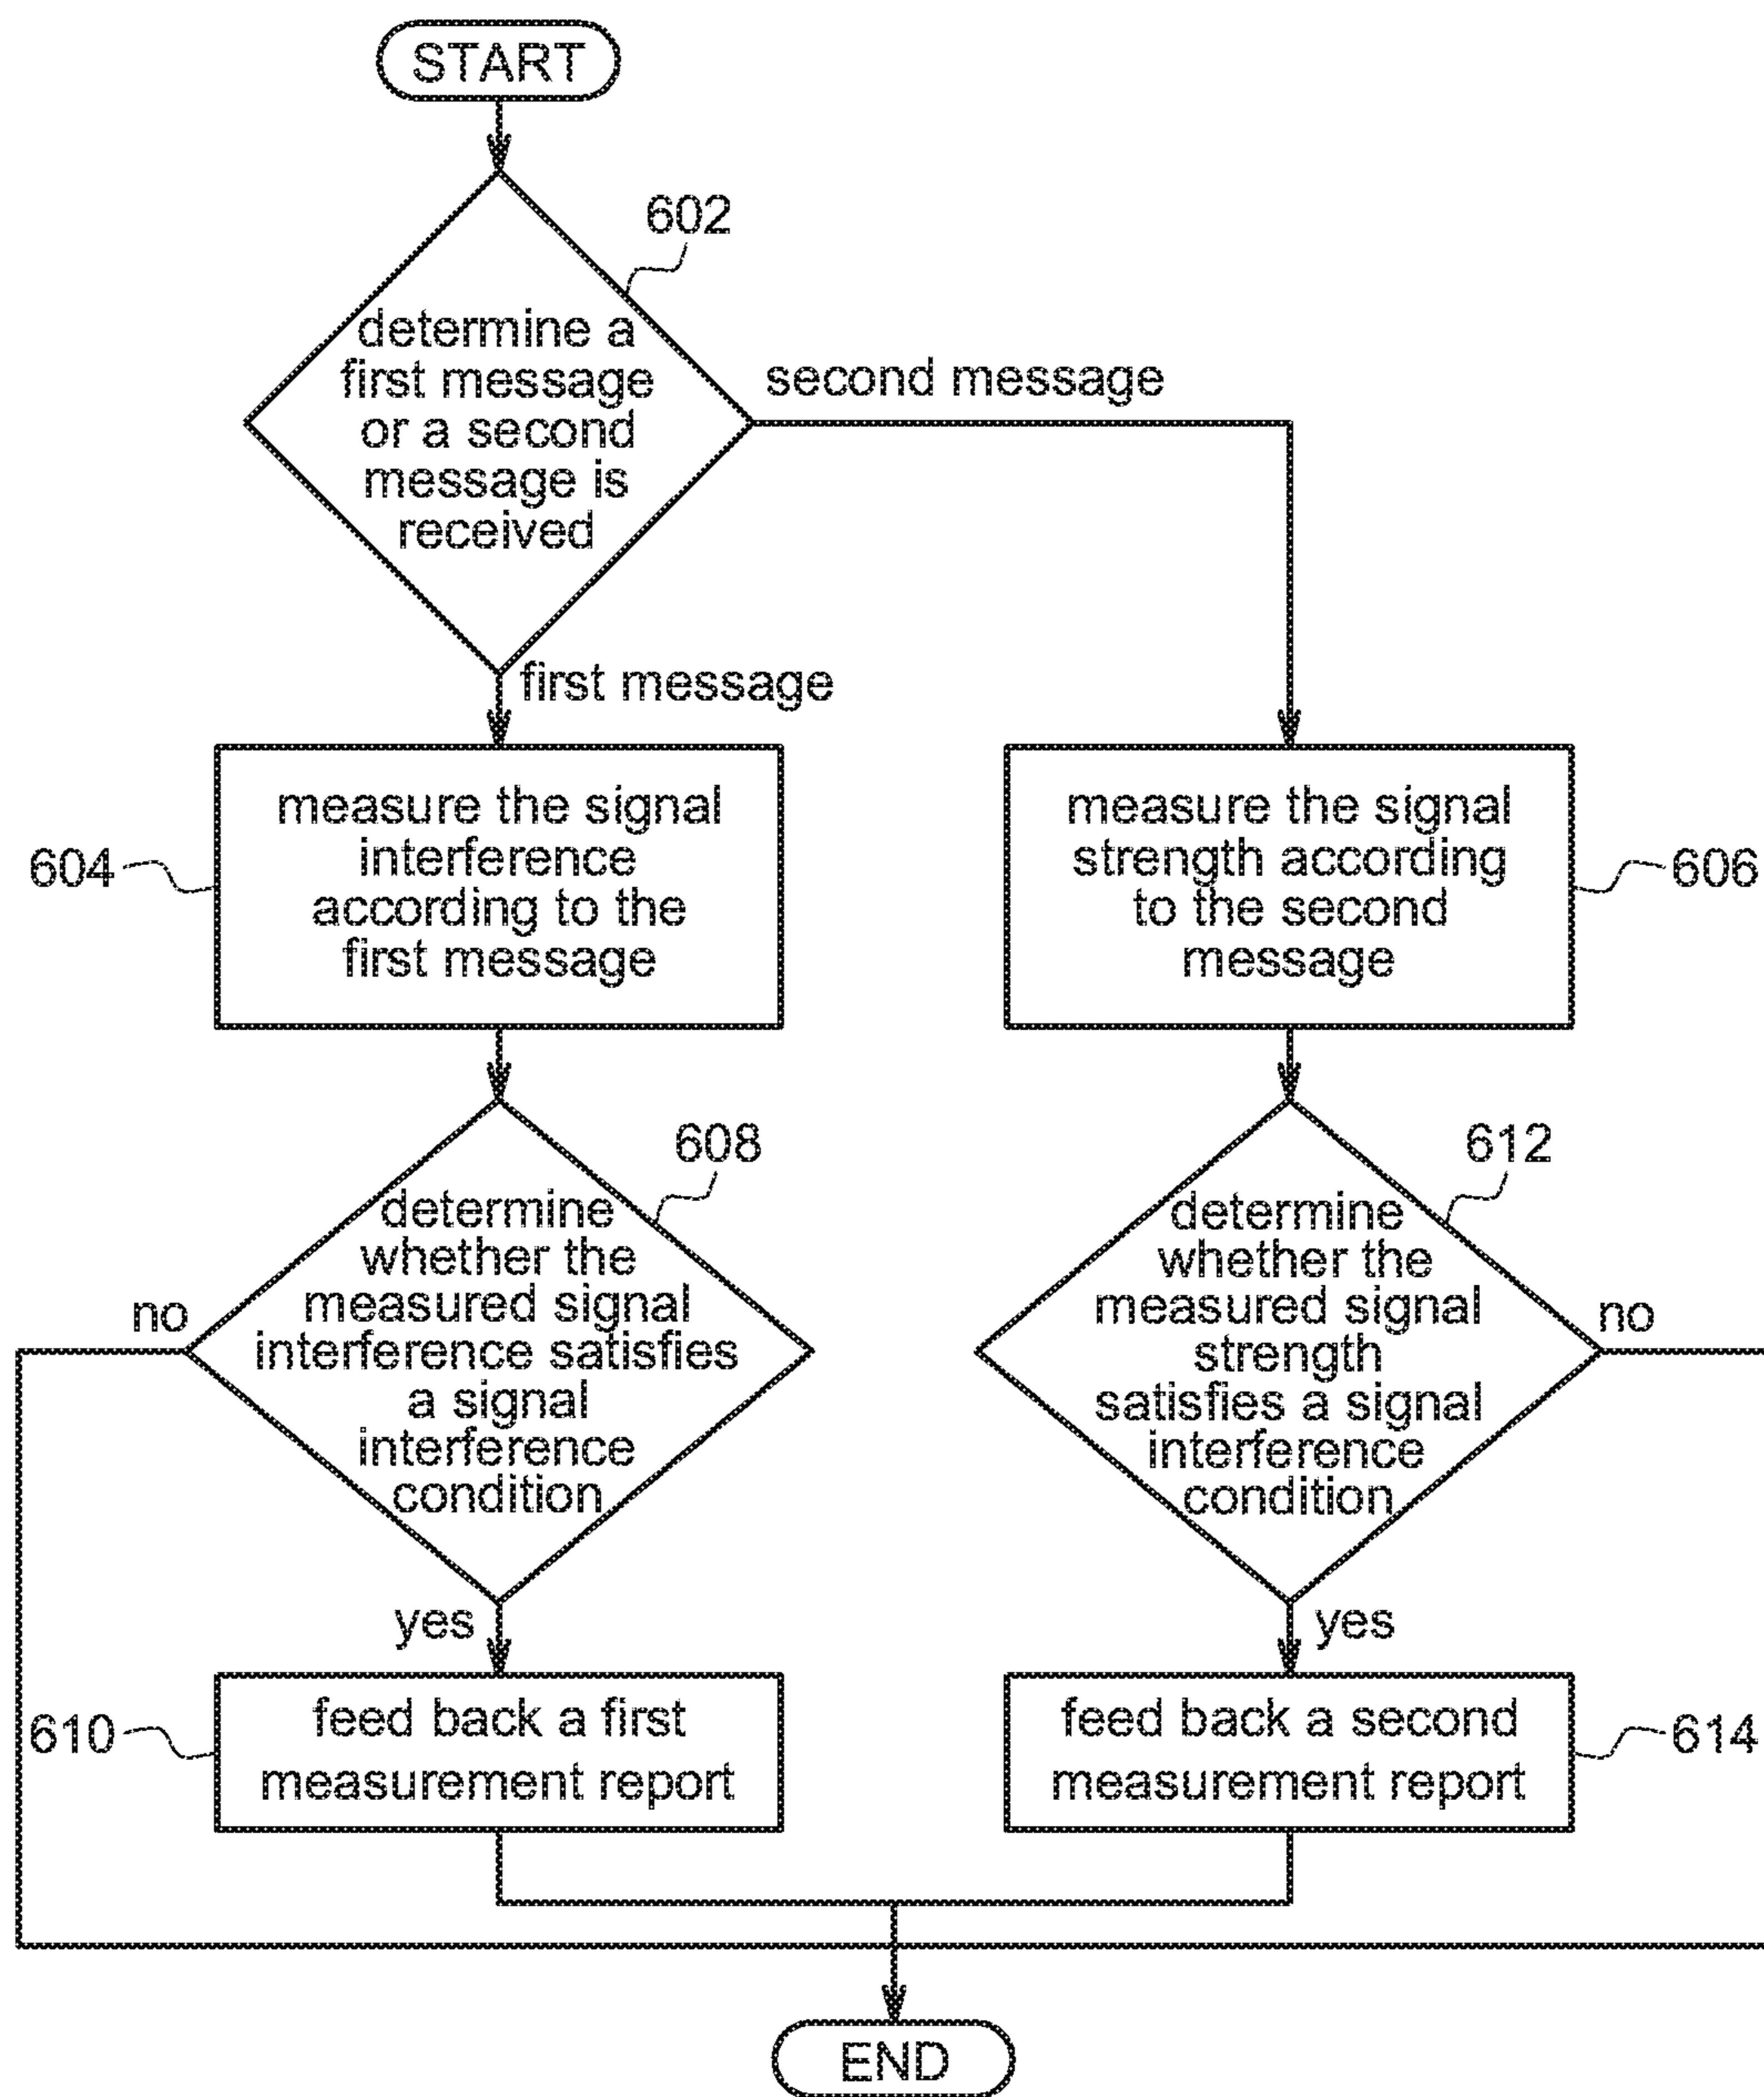 START
602
determine a
first message
or a second
message is
received
second message
first message
604
measure the signal
interference
according to the
first message
measure the signal
strength according
to the second
message
606
608
determine
whether the
measured signal
interference satisfies
a signal
interference
condition
no
yes
612
determine
whether the
measured signal
strength
satisfies a signal
interference
condition
no
yes
610
feed back a first
measurement report
feed back a second
measurement report
614
END